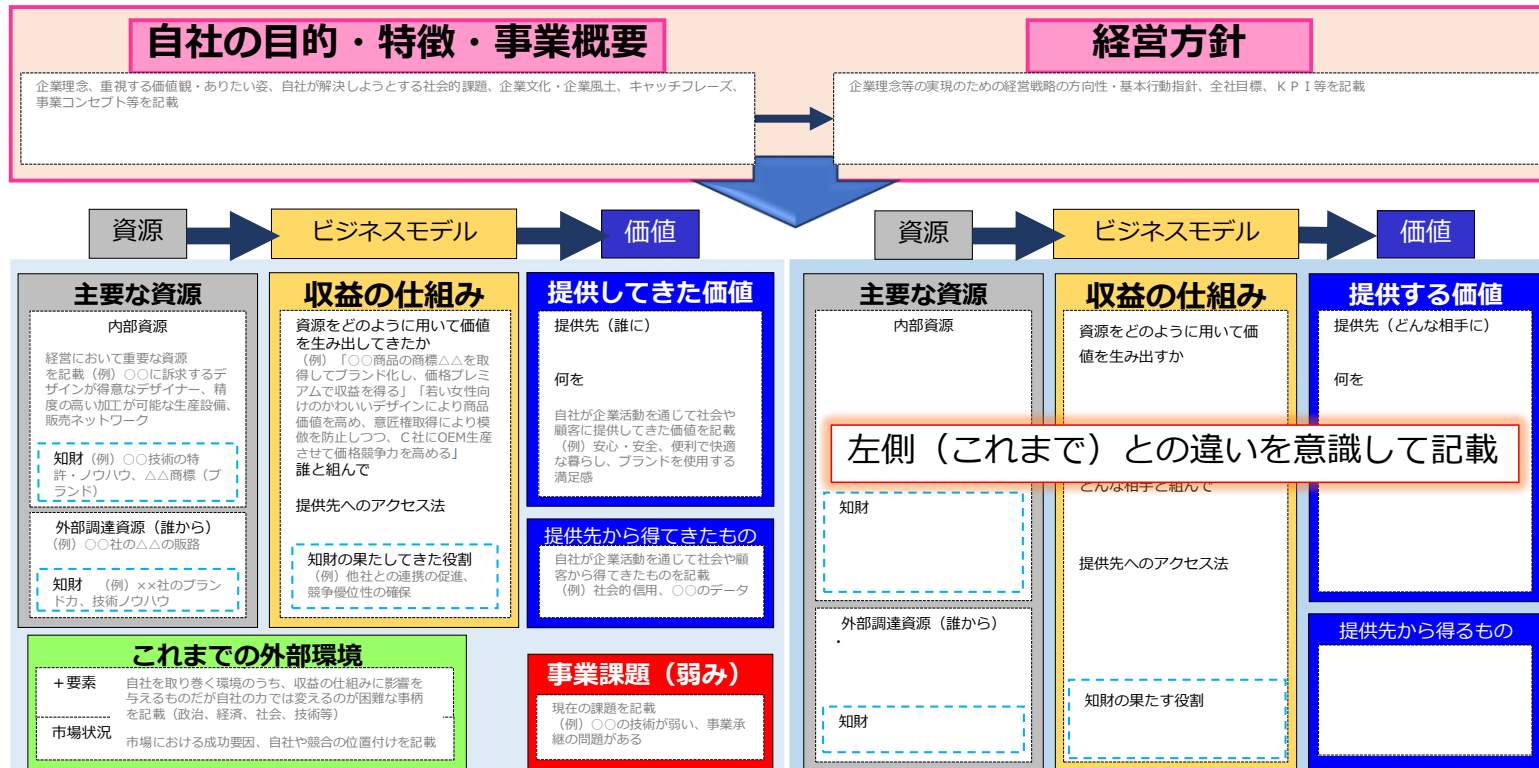 自社の目的・特徴・事業概要
企業理念、重視する価値観・ありたい姿、自社が解決しようとする社会的課題、企業文化・企業風土、キャッチフレーズ、
事業コンセプト等を記載
経営方針
企業理念等の実現のための経営戦略の方向性・基本行動指針、全社目標、ＫＰＩ等を記載
資源
ビジネスモデル
価値
主要な資源
内部資源
経営において重要な資源
を記載（例）○○に訴求するデ
ザインが得意なデザイナー、精
度の高い加工が可能な生産設備、
販売ネットワーク
知財（例）○○技術の特
許・ノウハウ、△△商標（ブ
ランド）
外部調達資源（誰から）
（例）○○社の△△の販路
知財　（例）××社のブラン
ド力、技術ノウハウ
収益の仕組み
資源をどのように用いて価値
を生み出してきたか
（例）「○○商品の商標△△を取
得してブランド化し、価格プレミ
アムで収益を得る」「若い女性向
けのかわいいデザインにより商品
価値を高め、意匠権取得により模
倣を防止しつつ、Ｃ社にOEM生産
させて価格競争力を高める」
誰と組んで
提供先へのアクセス法
知財の果たしてきた役割
（例）他社との連携の促進、
競争優位性の確保
提供してきた価値
提供先（誰に）
何を
自社が企業活動を通じて社会や
顧客に提供してきた価値を記載
（例）安心・安全、便利で快適
な暮らし、ブランドを使用する
満足感
提供先から得てきたもの
自社が企業活動を通じて社会や顧
客から得てきたものを記載
（例）社会的信用、○○のデータ
これまでの外部環境
＋要素
自社を取り巻く環境のうち、収益の仕組みに影響を
与えるものだが自社の力では変えるのが困難な事柄
を記載（政治、経済、社会、技術等）
市場状況
市場における成功要因、自社や競合の位置付けを記載
事業課題（弱み）
現在の課題を記載
（例）○○の技術が弱い、事業承
継の問題がある
資源
ビジネスモデル
価値
主要な資源
内部資源
知財
外部調達資源（誰から）
・
知財
収益の仕組み
資源をどのように用いて価
値を生み出すか
左側（これまで）との違いを意識して記載
どんな相手と組んで
提供先へのアクセス法
知財の果たす役割
提供する価値
提供先（どんな相手に）
何を
提供先から得るもの